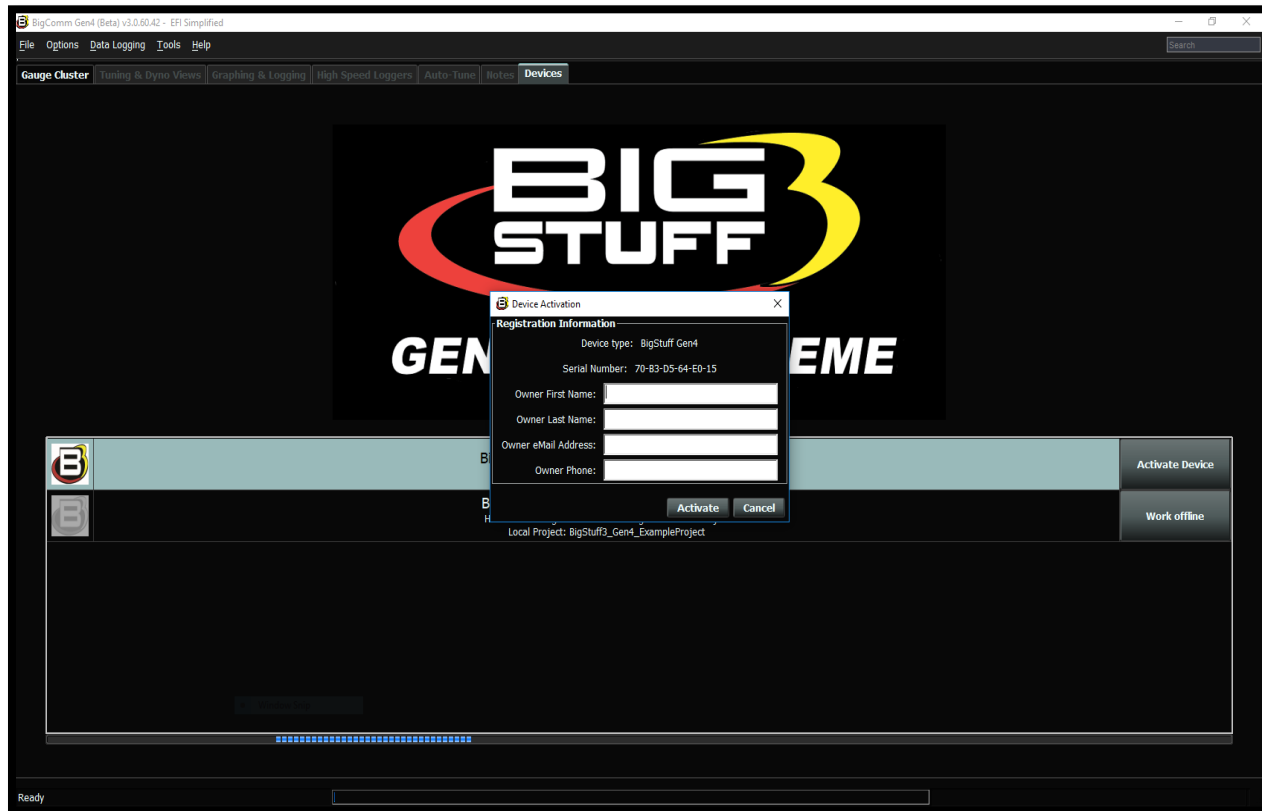 BigComm Gen4 (Beta) v3.0.60.42 - EFI Simplified
File Options Data Logging Tools Help
Search
Gauge Cluster Tuning & Dyno Views Graphing & Logging High Speed Loggers Auto-Tune Notes Devices
BIG 3
STUFF
GEN EME
Device Activation
Registration Information
Device type: BigStuff Gen4
Serial Number: 70-B3-D5-64-E0-15
Owner First Name:
Owner Last Name:
Owner eMail Address:
Owner Phone:
Activate Cancel
B
Activate Device
B
Work offline
Local Project: BigStuff3_Gen4_ExampleProject
Ready